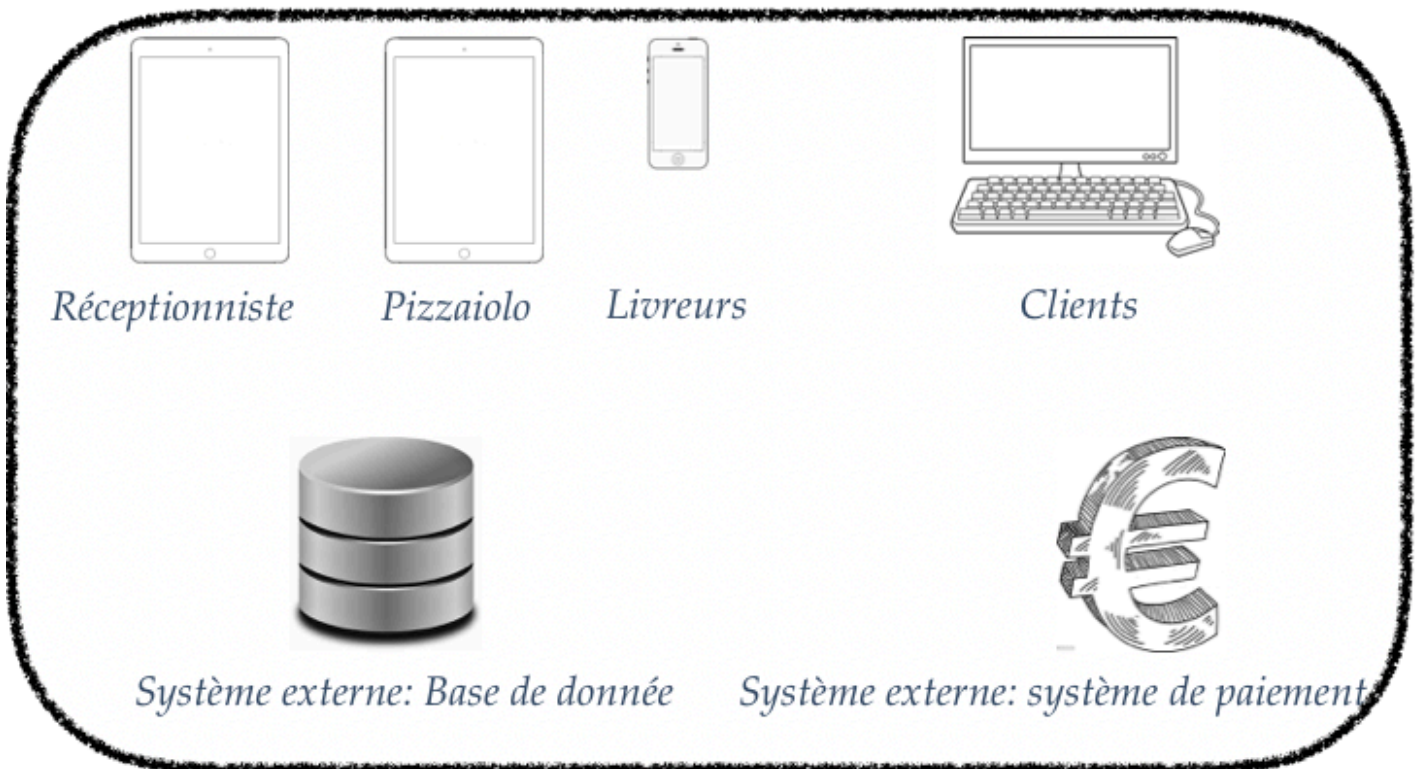 Réceptionniste
Pizzaiolo
Livreurs
Clients
Système externe: Base de donnée
Système externe: système de paiement